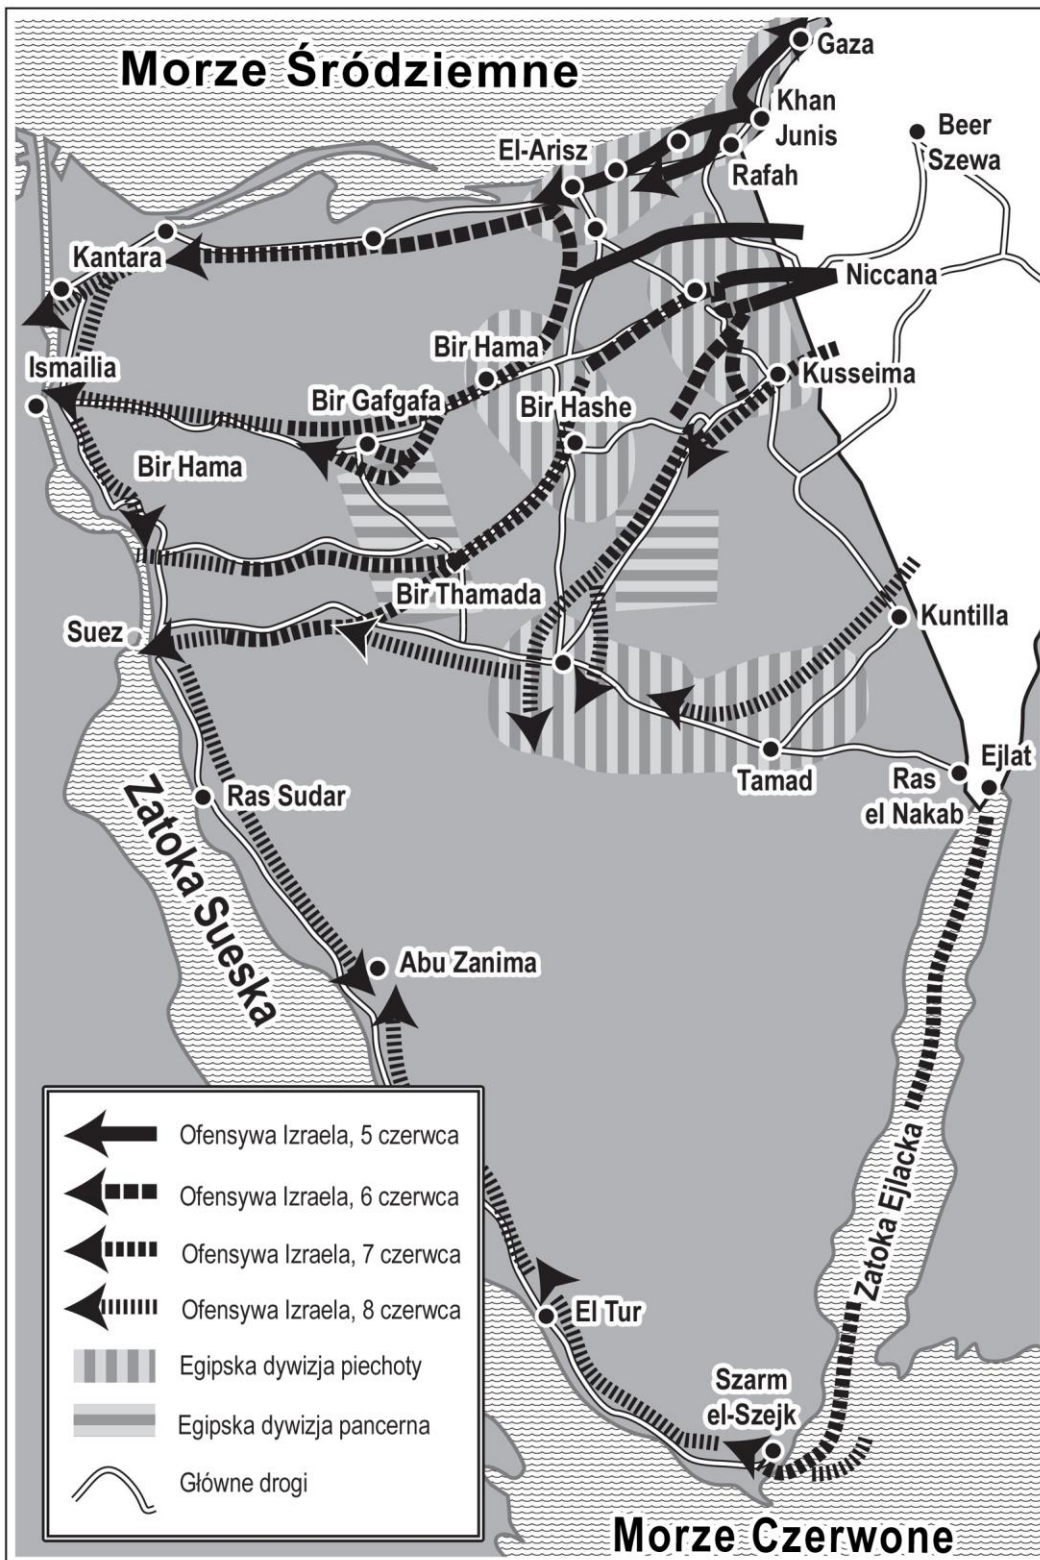 Morze Śródziemne
Gaza
Khan
Junis
Beer
Szewa
El-Arisz
Rafah
Kantara
Niccana
Bir Hama
Ismailia
Kusseima
Bir Gafgafa
Bir Hashe
Bir Hama
Bir Thamada
Suez
Kuntilla
Ejlat
Tamad
Ras
el Nakab
Ras Sudar
Zatoka Sueska
Abu Zanima
Zatoka Ejlacka
Ofensywa Izraela, 5 czerwca
Ofensywa Izraela, 6 czerwca
Ofensywa Izraela, 7 czerwca
Ofensywa Izraela, 8 czerwca
Egipska dywizja piechoty
Egipska dywizja pancerna
Główne drogi
El Tur
Szarm
el-Szejk
Morze Czerwone